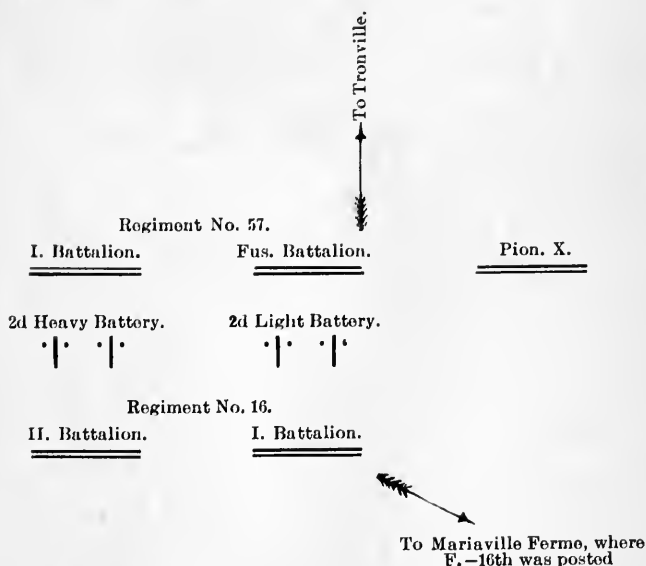 To Tronville.
Regiment No. 57.
I. Battalion. Fus. Battalion. Pion. X.
2d Heavy Battery. 2d Light Battery.
Regiment No. 16.
II. Battalion. I. Battalion.
To Mariaville Ferme, where
F.–16th was posted